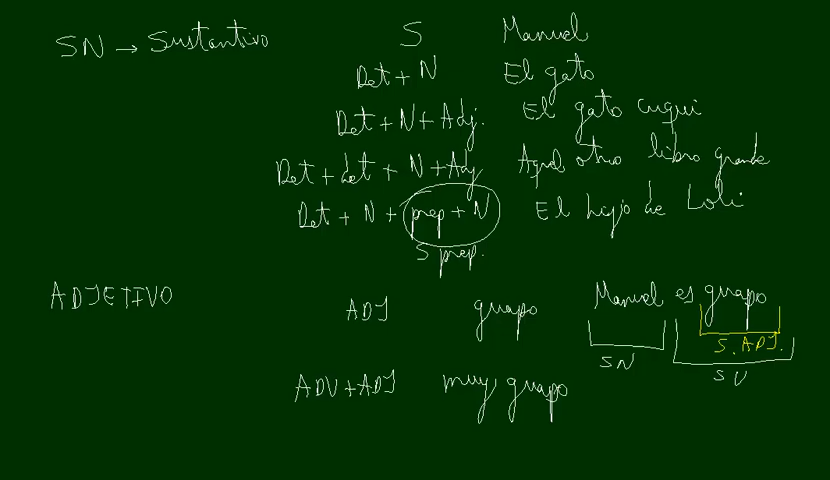 SN → Sustantivo S Manuel
Det + N El gato
Det + N + Adj. El gato cuqui
Det + det + N + Adj Aquel otro libro grande
Det + N + prep + N El hijo de Loli
S prep.
ADJETIVO ADJ guapo Manuel es guapo
S. ADJ.
SN SV
ADV + ADJ muy guapo